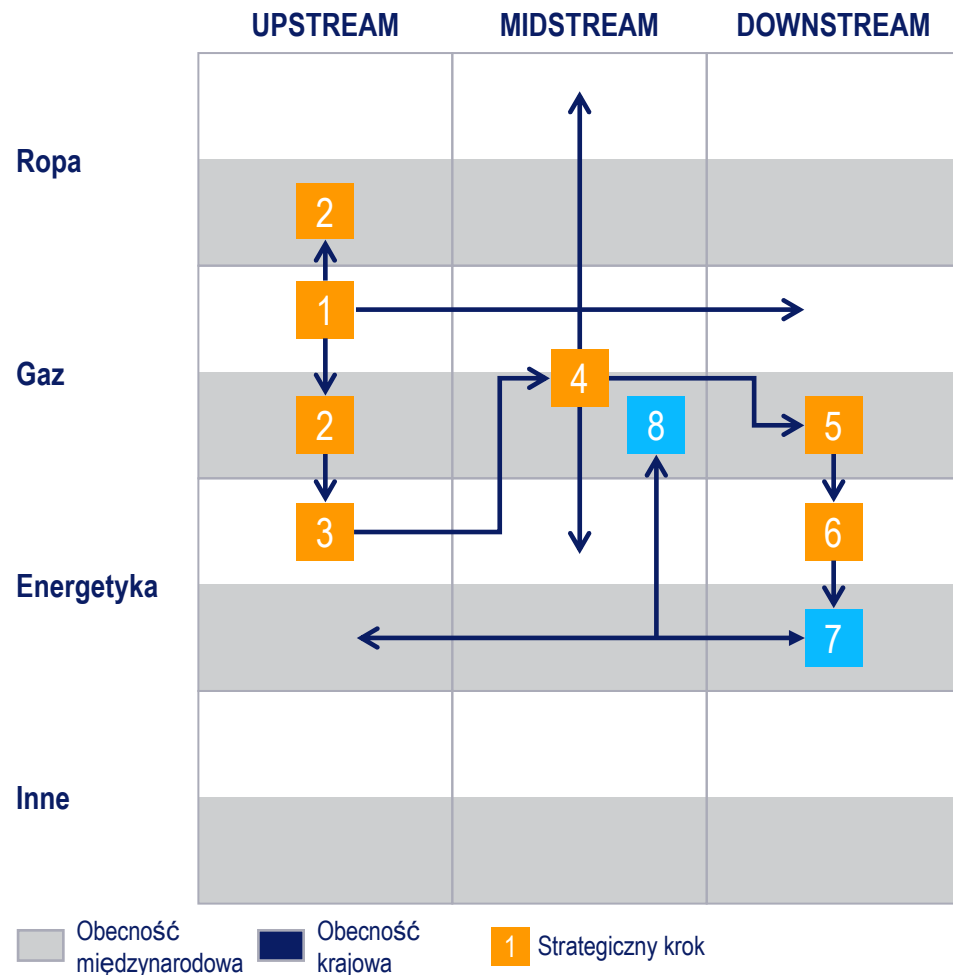 UPSTREAM MIDSTREAM DOWNSTREAM
Ropa
2
1
Gaz
4
2
8
5
3
6
Energetyka
7
Inne
Obecność
międzynarodowa
Obecność
krajowa
1 Strategiczny krok